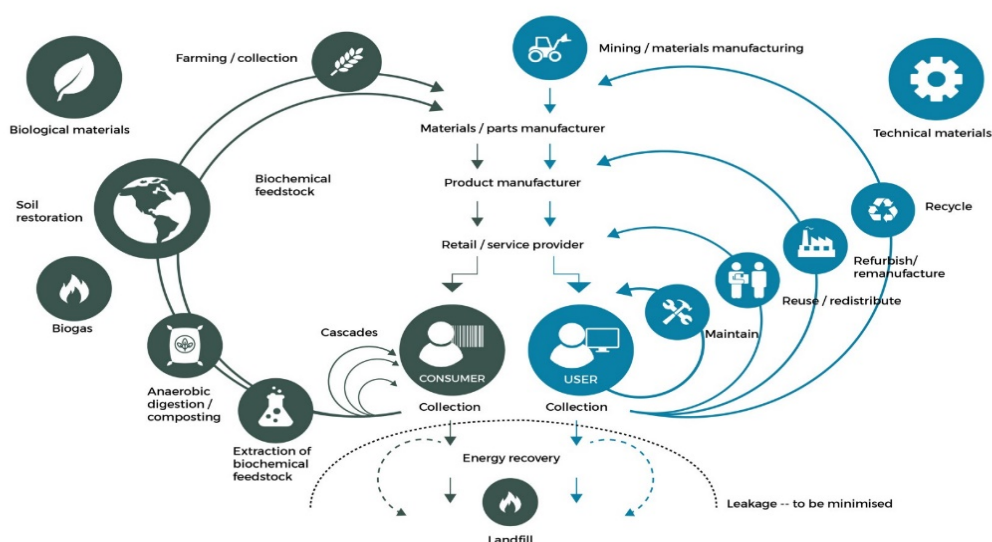 Farming / collection
Mining / materials manufacturing
Biological materials
Technical materials
Materials / parts manufacturer
Biochemical
feedstock
Product manufacturer
Soil
restoration
Recycle
Retail / service provider
Refurbish/
remanufacture
Reuse / redistribute
Biogas
Cascades
Maintain
CONSUMER
USER
Anaerobic
digestion /
composting
Collection
Collection
Extraction of
biochemical
feedstock
Energy recovery
Leakage -- to be minimised
Landfill